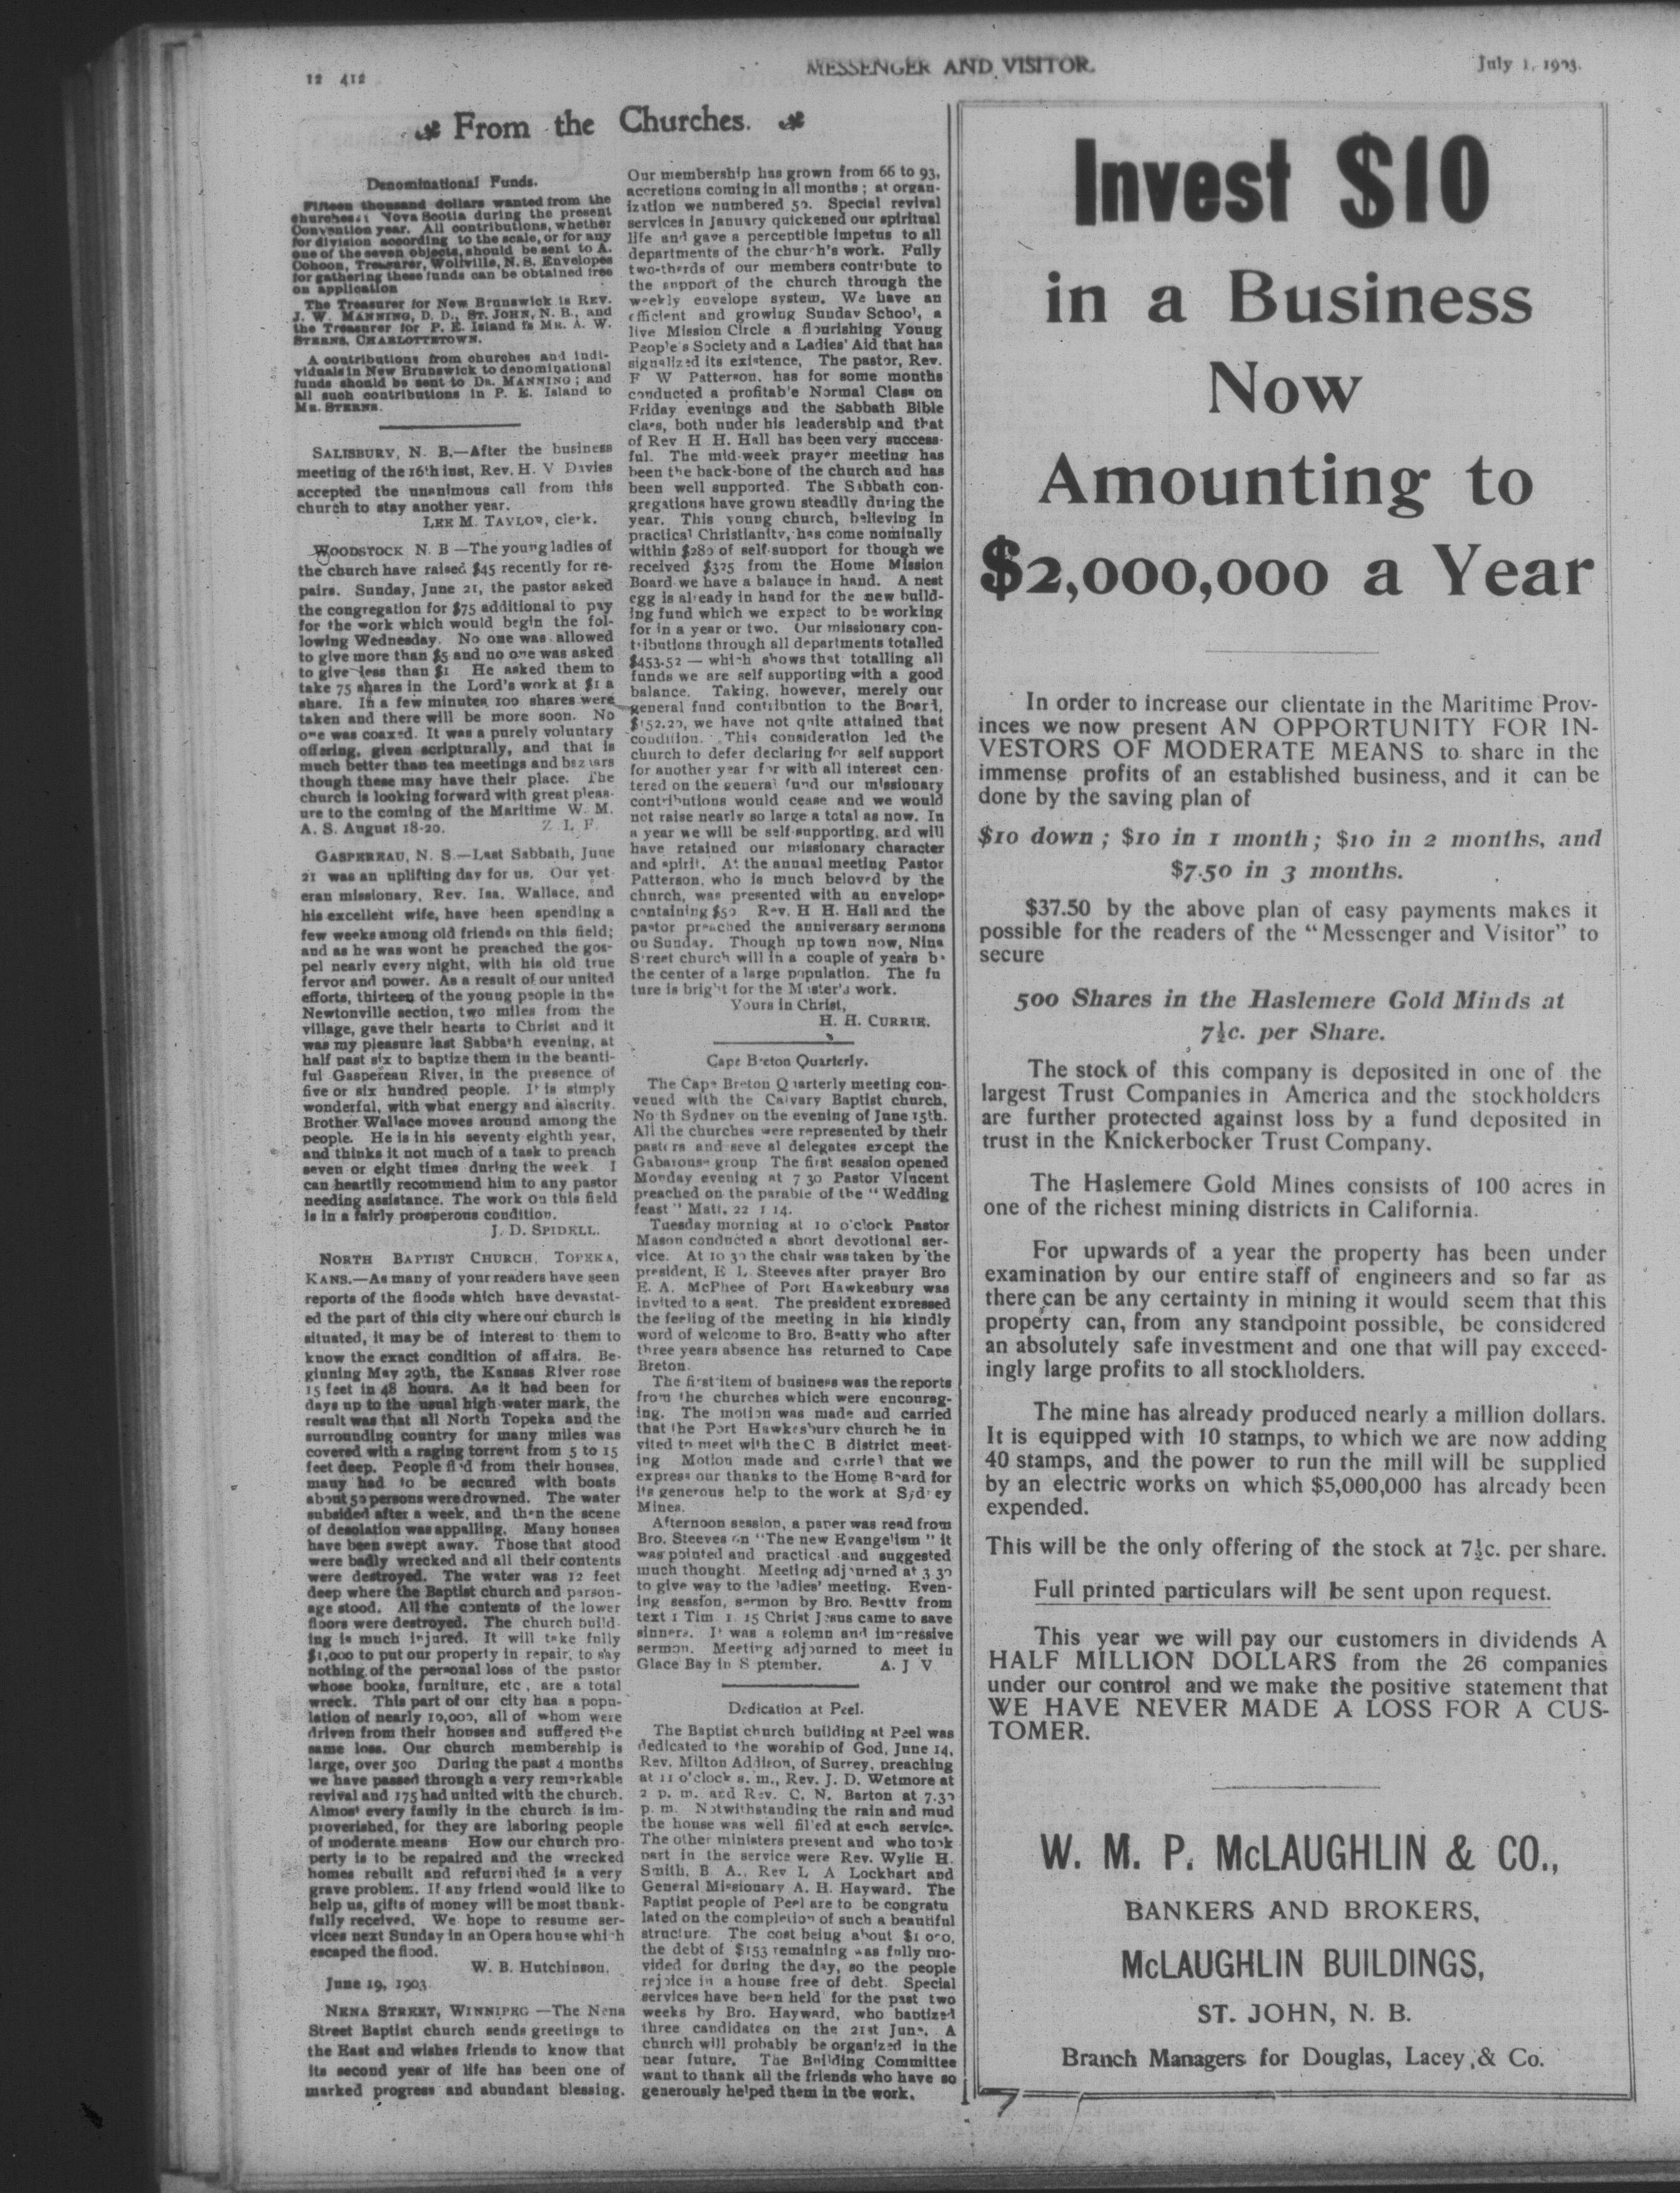 12 412
MESSENGER AND VISITOR.
July 1, 1903.
From the Churches.
Denominational Funds.
Fifteen thousand dollars wanted from the
churches Nova Scotia during the present
Convention year. All contributions, whether
for division according to the scale, or for any
one of the seven objects, should be sent to A.
Cohoon, Treasurer, Wolfville, N. S. Envelopes
for gathering these funds can be obtained free
on application
The Treasurer for New Brunswick is REV.
J. W. MANNING, D. D., ST. JOHN, N. B., and
the Treasurer for P. E. Island is MR. A. W.
STERNS, CHARLOTTETOWN.
A contributions from churches and indi-
viduals in New Brunswick to denominational
funds should be sent to DR. MANNING; and
all such contributions in P. E. Island to
MR. STERNS.
SALISBURY, N. B.—After the business
meeting of the 16th inst, Rev. H. V Davies
accepted the unanimous call from this
church to stay another year.
LEE M. TAYLOR, clerk.
WOODSTOCK N. B —The young ladies of
the church have raised $45 recently for re-
pairs. Sunday, June 21, the pastor asked
the congregation for $75 additional to pay
for the work which would begin the fol-
lowing Wednesday. No one was allowed
to give more than $5 and no one was asked
to give less than $1 He asked them to
take 75 shares in the Lord's work at $1 a
share. In a few minutes 100 shares were
taken and there will be more soon. No
one was coaxed. It was a purely voluntary
offering, given scripturally, and that is
much better than tea meetings and bazaars
though these may have their place. The
church is looking forward with great pleas-
ure to the coming of the Maritime W. M.
A. S. August 18-20. Z. L. F.
GASPEREAU, N. S.—Last Sabbath, June
21 was an uplifting day for us. Our vet-
eran missionary, Rev. Isa. Wallace, and
his excellent wife, have been spending a
few weeks among old friends on this field;
and as he was wont he preached the gos-
pel nearly every night, with his old true
fervor and power. As a result of our united
efforts, thirteen of the young people in the
Newtonville section, two miles from the
village, gave their hearts to Christ and it
was my pleasure last Sabbath evening, at
half past six to baptize them in the beauti-
ful Gaspereau River, in the presence of
five or six hundred people. It is simply
wonderful, with what energy and alacrity.
Brother Wallace moves around among the
people. He is in his seventy eighth year,
and thinks it not much of a task to preach
seven or eight times during the week. I
can heartily recommend him to any pastor
needing assistance. The work on this field
is in a fairly prosperous condition.
J. D. SPIDELL.
NORTH BAPTIST CHURCH, TOPEKA,
KANS.—As many of your readers have seen
reports of the floods which have devastat-
ed the part of this city where our church is
situated, it may be of interest to them to
know the exact condition of affairs. Be-
ginning May 29th, the Kansas River rose
15 feet in 48 hours. As it had been for
days up to the usual high water mark, the
result was that all North Topeka and the
surrounding country for many miles was
covered with a raging torrent from 5 to 15
feet deep. People fled from their houses,
many had to be secured with boats
about 50 persons were drowned. The water
subsided after a week, and then the scene
of desolation was appalling. Many houses
have been swept away. Those that stood
were badly wrecked and all their contents
were destroyed. The water was 12 feet
deep where the Baptist church and parson-
age stood. All the contents of the lower
floors were destroyed. The church build-
ing is much injured. It will take fully
$1,000 to put our property in repair, to say
nothing of the personal loss of the pastor
whose books, furniture, etc, are a total
wreck. This part of our city has a popu-
lation of nearly 10,000, all of whom were
driven from their houses and suffered the
same loss. Our church membership is
large, over 500 During the past 4 months
we have passed through a very remarkable
revival and 175 had united with the church.
Almost every family in the church is im-
poverished, for they are laboring people
of moderate means How our church pro-
perty is to be repaired and the wrecked
homes rebuilt and refurnished is a very
grave problem. If any friend would like to
help us, gifts of money will be most thank-
fully received. We hope to resume ser-
vices next Sunday in an Opera house which
escaped the flood.
W. B. Hutchinson.
June 19, 1903.
NENA STREET, WINNIPEG —The Nena
Street Baptist church sends greetings to
the East and wishes friends to know that
its second year of life has been one of
marked progress and abundant blessing.
Our membership has grown from 66 to 93,
accretions coming in all months; at organ-
ization we numbered 50. Special revival
services in January quickened our spiritual
life and gave a perceptible impetus to all
departments of the church's work. Fully
two-therds of our members contribute to
the support of the church through the
weekly envelope system. We have an
efficient and growing Sunday School, a
live Mission Circle a flourishing Young
People's Society and a Ladies' Aid that has
signalized its existence. The pastor, Rev.
F W Patterson, has for some months
conducted a profitable Normal Class on
Friday evenings and the Sabbath Bible
class, both under his leadership and that
of Rev H H. Hall has been very success-
ful. The mid-week prayer meeting has
been the back-bone of the church and has
been well supported. The Sabbath con-
gregations have grown steadily during the
year. This young church, believing in
practical Christianity, has come nominally
within $280 of self-support for though we
received $325 from the Home Mission
Board we have a balance in hand. A nest
egg is already in hand for the new build-
ing fund which we expect to be working
for in a year or two. Our missionary con-
tributions through all departments totalled
$453.52 — which shows that totalling all
funds we are self supporting with a good
balance. Taking, however, merely our
general fund contribution to the Board,
$152.20, we have not quite attained that
condition. This consideration led the
church to defer declaring for self support
for another year for with all interest cen-
tered on the general fund our missionary
contributions would cease and we would
not raise nearly so large a total as now. In
a year we will be self-supporting, and will
have retained our missionary character
and spirit. At the annual meeting Pastor
Patterson, who is much beloved by the
church, was presented with an envelope
containing $50 Rev. H H. Hall and the
pastor preached the anniversary sermons
on Sunday. Though up town now, Nina
Street church will in a couple of years be
the center of a large population. The fu
ture is bright for the Master's work.
Yours in Christ,
H. H. CURRIE.
Cape Breton Quarterly.
The Cape Breton Quarterly meeting con-
vened with the Calvary Baptist church,
North Sydney on the evening of June 15th.
All the churches were represented by their
pastors and several delegates except the
Gabarouse group The first session opened
Monday evening at 7 30 Pastor Vincent
preached on the parable of the "Wedding
feast" Matt. 22 1 14.
Tuesday morning at 10 o'clock Pastor
Mason conducted a short devotional ser-
vice. At 10 30 the chair was taken by the
president, E L. Steeves after prayer Bro
E. A. McPhee of Port Hawkesbury was
invited to a seat. The president expressed
the feeling of the meeting in his kindly
word of welcome to Bro. Beatty who after
three years absence has returned to Cape
Breton.
The first item of business was the reports
from the churches which were encourag-
ing. The motion was made and carried
that the Port Hawkesbury church be in
vited to meet with the C B district meet-
ing Motion made and carried that we
express our thanks to the Home Board for
its generous help to the work at Sydney
Mines.
Afternoon session, a paper was read from
Bro. Steeves on "The new Evangelism" it
was pointed and practical and suggested
much thought. Meeting adjourned at 3 30
to give way to the ladies' meeting. Even-
ing session, sermon by Bro. Beatty from
text 1 Tim. 1. 15 Christ Jesus came to save
sinners. It was a solemn and impressive
sermon. Meeting adjourned to meet in
Glace Bay in September. A. J V
Dedication at Peel.
The Baptist church building at Peel was
dedicated to the worship of God, June 14,
Rev. Milton Addison, of Surrey, preaching
at 11 o'clock a. m., Rev. J. D. Wetmore at
2 p. m. and Rev. C. N. Barton at 7.30
p. m. Notwithstanding the rain and mud
the house was well filled at each service.
The other ministers present and who took
part in the service were Rev. Wylie H.
Smith, B. A., Rev L A Lockhart and
General Missionary A. H. Hayward. The
Baptist people of Peel are to be congratu
lated on the completion of such a beautiful
structure. The cost being about $1 000,
the debt of $153 remaining was fully pro-
vided for during the day, so the people
rejoice in a house free of debt. Special
services have been held for the past two
weeks by Bro. Hayward, who baptized
three candidates on the 21st June. A
church will probably be organized in the
near future. The Building Committee
want to thank all the friends who have so
generously helped them in the work.
Invest $10
in a Business
Now
Amounting to
$2,000,000 a Year
In order to increase our clientate in the Maritime Prov-
inces we now present AN OPPORTUNITY FOR IN-
VESTORS OF MODERATE MEANS to share in the
immense profits of an established business, and it can be
done by the saving plan of
$10 down; $10 in 1 month; $10 in 2 months, and
$7.50 in 3 months.
$37.50 by the above plan of easy payments makes it
possible for the readers of the "Messenger and Visitor" to
secure
500 Shares in the Haslemere Gold Minds at
7½c. per Share.
The stock of this company is deposited in one of the
largest Trust Companies in America and the stockholders
are further protected against loss by a fund deposited in
trust in the Knickerbocker Trust Company.
The Haslemere Gold Mines consists of 100 acres in
one of the richest mining districts in California.
For upwards of a year the property has been under
examination by our entire staff of engineers and so far as
there can be any certainty in mining it would seem that this
property can, from any standpoint possible, be considered
an absolutely safe investment and one that will pay exceed-
ingly large profits to all stockholders.
The mine has already produced nearly a million dollars.
It is equipped with 10 stamps, to which we are now adding
40 stamps, and the power to run the mill will be supplied
by an electric works on which $5,000,000 has already been
expended.
This will be the only offering of the stock at 7½c. per share.
Full printed particulars will be sent upon request.
This year we will pay our customers in dividends A
HALF MILLION DOLLARS from the 26 companies
under our control and we make the positive statement that
WE HAVE NEVER MADE A LOSS FOR A CUS-
TOMER.
W. M. P. McLAUGHLIN & CO.,
BANKERS AND BROKERS,
McLAUGHLIN BUILDINGS,
ST. JOHN, N. B.
Branch Managers for Douglas, Lacey & Co.